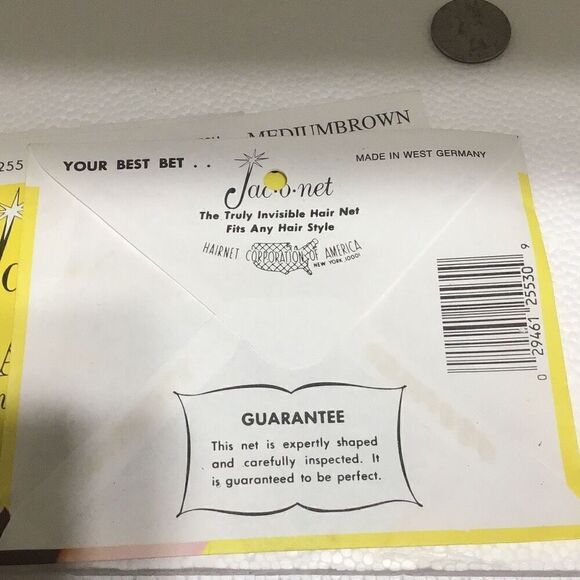 MEDIUMBROWN
255
YOUR BEST BET . .
Jac·o·net
MADE IN WEST GERMANY
The Truly Invisible Hair Net
Fits Any Hair Style
HAIRNET CORPORATION OF AMERICA
NEW YORK 10001
0 29461 25530 9
GUARANTEE
This net is expertly shaped
and carefully inspected. It
is guaranteed to be perfect.